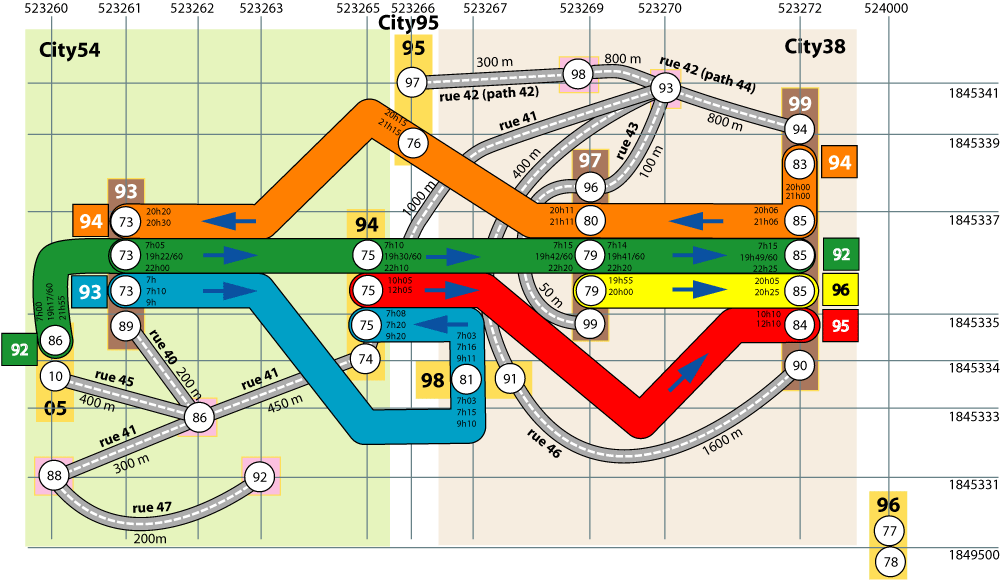 523260 523261 523262 523263 523265 523266 523267 523269 523270 523272 524000
City95
City54
City38
95
97
300 m
98
800 m
rue 42 (path 44)
rue 42 (path 42)
93
800 m
1845341
99
94
20h15
21h15
76
rue 41
400 m
rue 43
100 m
1845339
97
96
83
94
20h00
21h00
93
94
73
20h20
20h30
1000 m
94
20h11
21h11
80
20h06
21h06
85
1845337
73
7h05
19h22/60
22h00
75
7h10
19h30/60
22h10
7h15
19h42/60
22h20
79
7h14
19h41/60
22h20
7h15
19h49/60
22h25
85
92
93
73
7h
7h10
9h
75
10h05
12h05
50 m
79
19h55
20h00
20h05
20h25
85
96
7h00
19h17/60
21h55
86
92
89
75
7h08
7h20
9h20
7h03
7h16
9h11
99
10h10
12h10
84
95
1845335
rue 40
200 m
74
10
05
rue 45
400 m
rue 41
450 m
98
81
91
90
1845334
7h03
7h15
9h10
86
1845333
rue 41
300 m
rue 46
1600 m
88
92
1845331
rue 47
200m
96
77
78
1849500